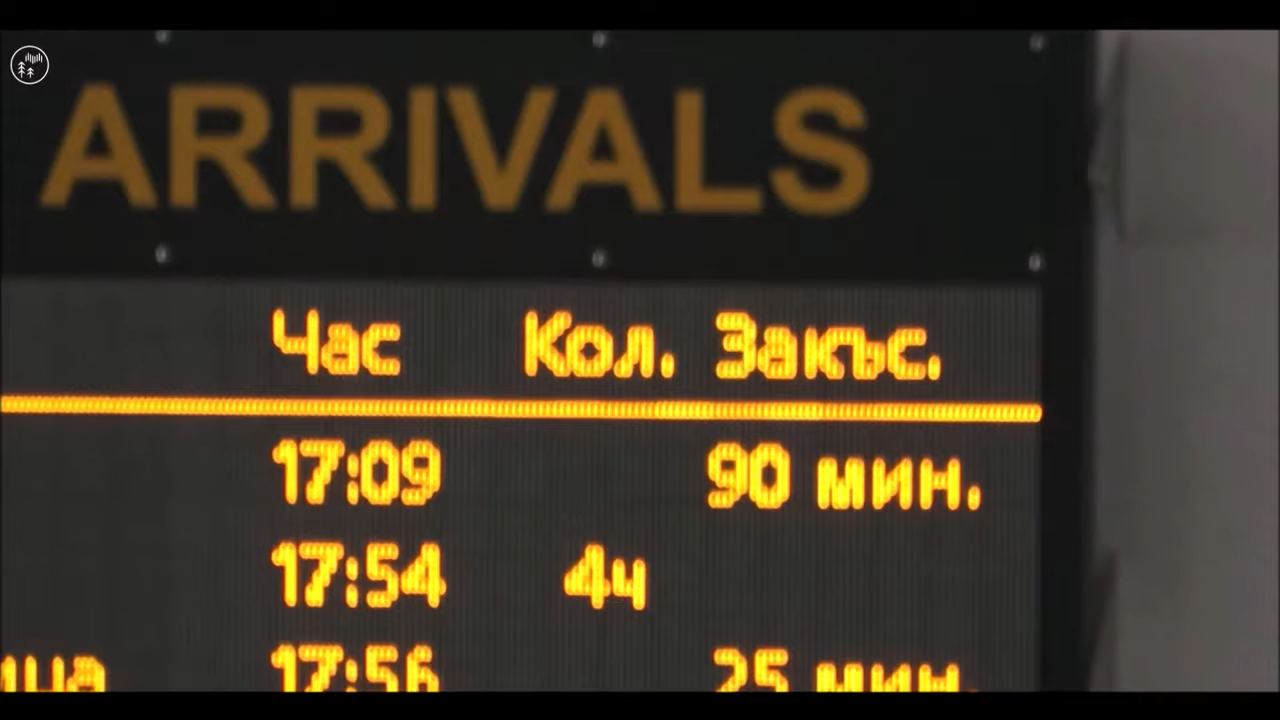 ARRIVALS
Час Кол. Закъс.
17:09 90 мин.
17:54 4ч
17:56 25 мин.